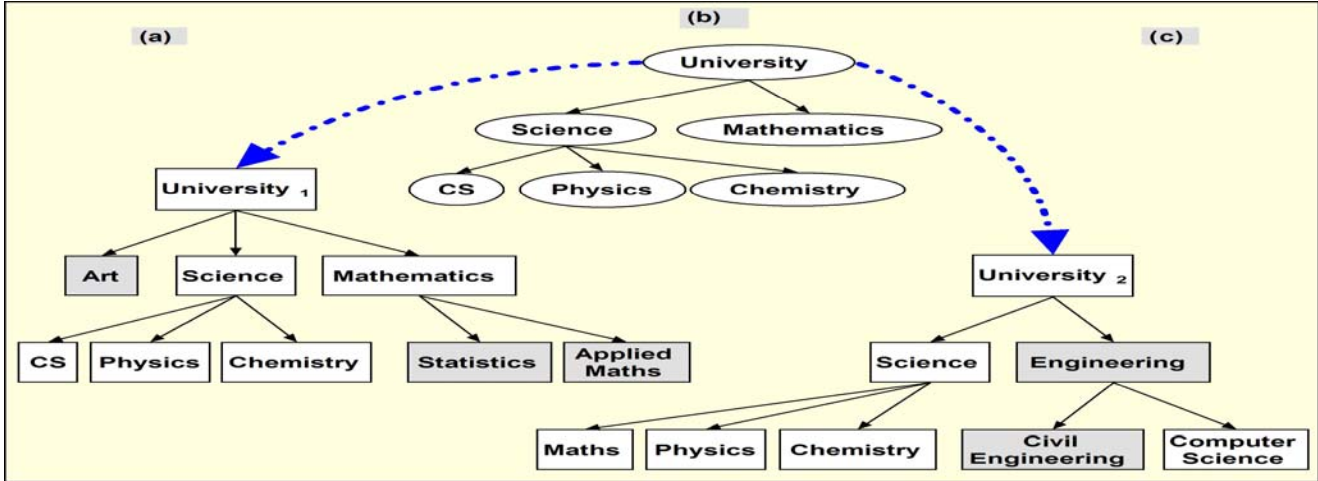 (a)
(b)
(c)
University
Science
Mathematics
CS
Physics
Chemistry
University 1
Art
Science
Mathematics
CS
Physics
Chemistry
Statistics
Applied
Maths
University 2
Science
Engineering
Maths
Physics
Chemistry
Civil
Engineering
Computer
Science